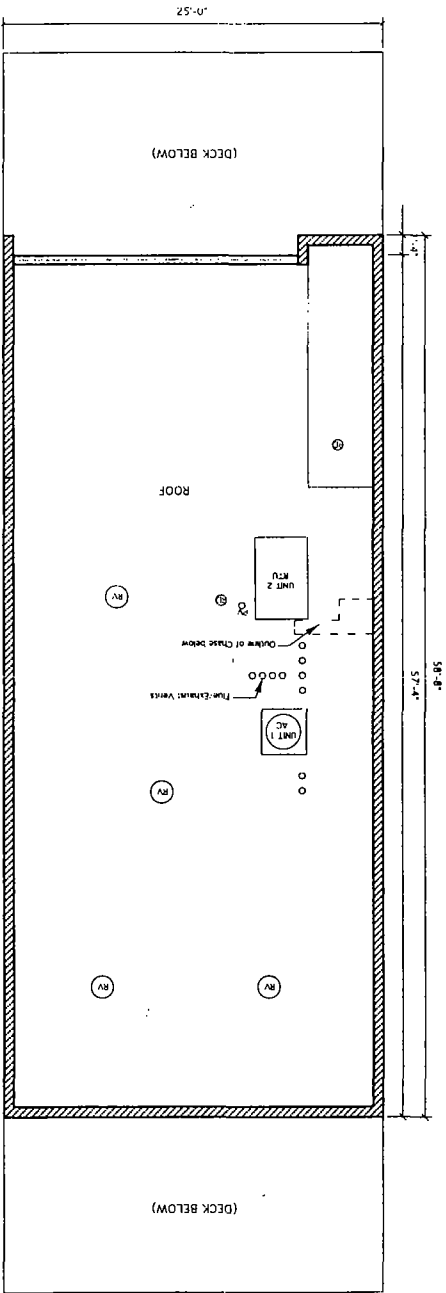 (DECK BELOW)
RV
RV
RV
UNIT 1
AC
Flue/Exhaust Vents
58'-8"
57'-4"
Outline of Chase below
UNIT 2
RTU
RV
ROOF
RD
1'-4"
(DECK BELOW)
25'-0"